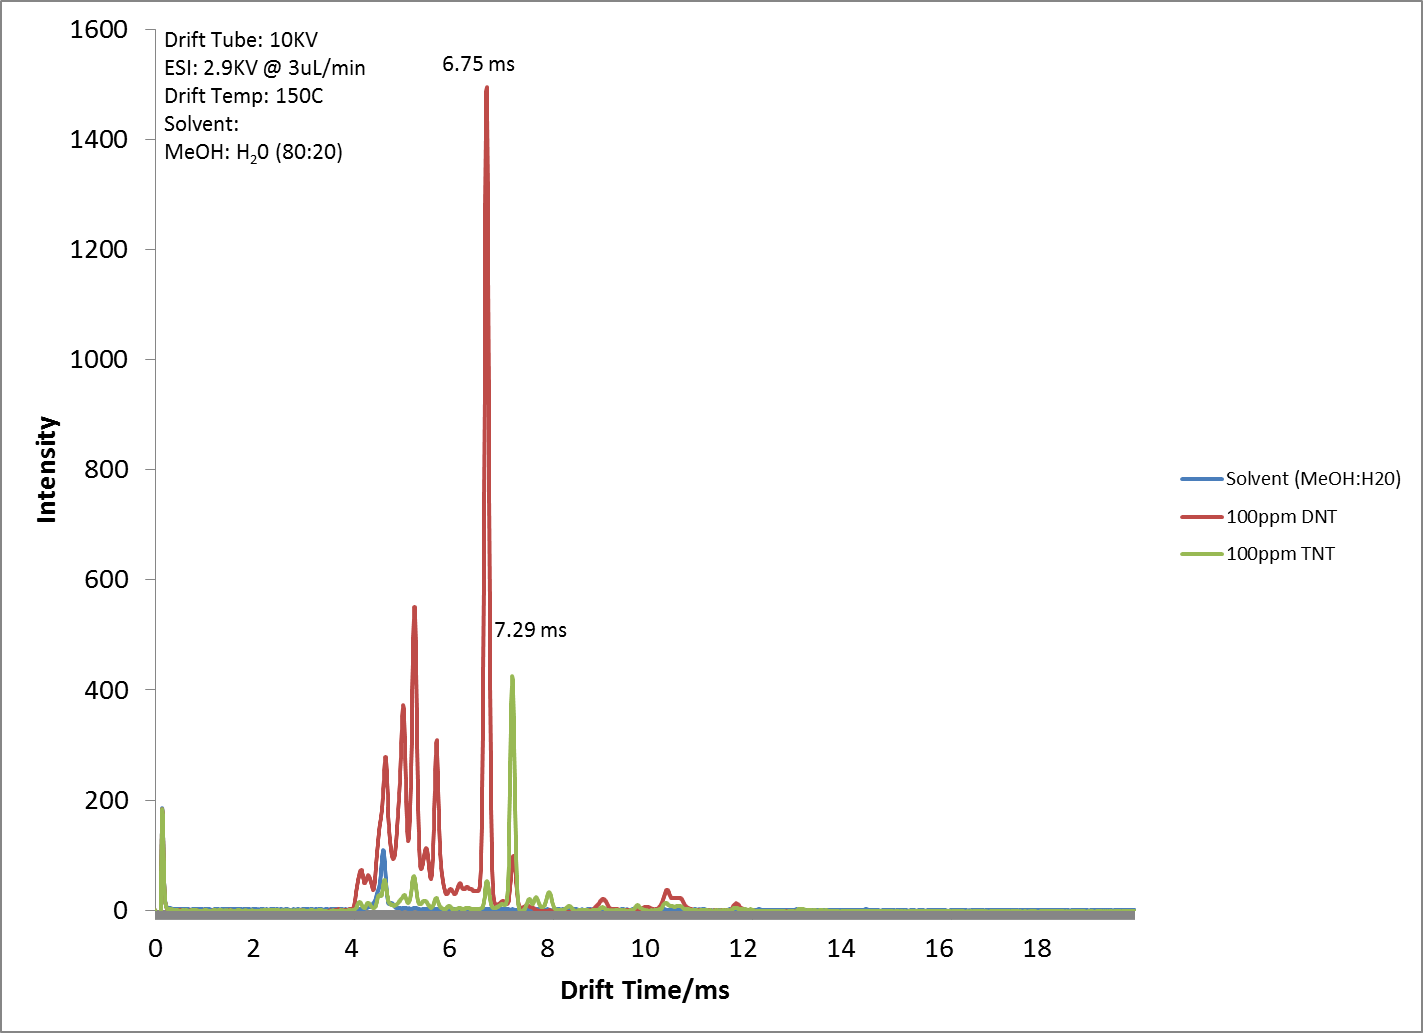 1600
1400
1200
1000
800
600
400
200
0
Intensity
Drift Tube: 10KV
ESI: 2.9KV @ 3uL/min
Drift Temp: 150C
Solvent:
MeOH: H₂0 (80:20)
6.75 ms
7.29 ms
Solvent (MeOH:H20)
100ppm DNT
100ppm TNT
0 2 4 6 8 10 12 14 16 18
Drift Time/ms